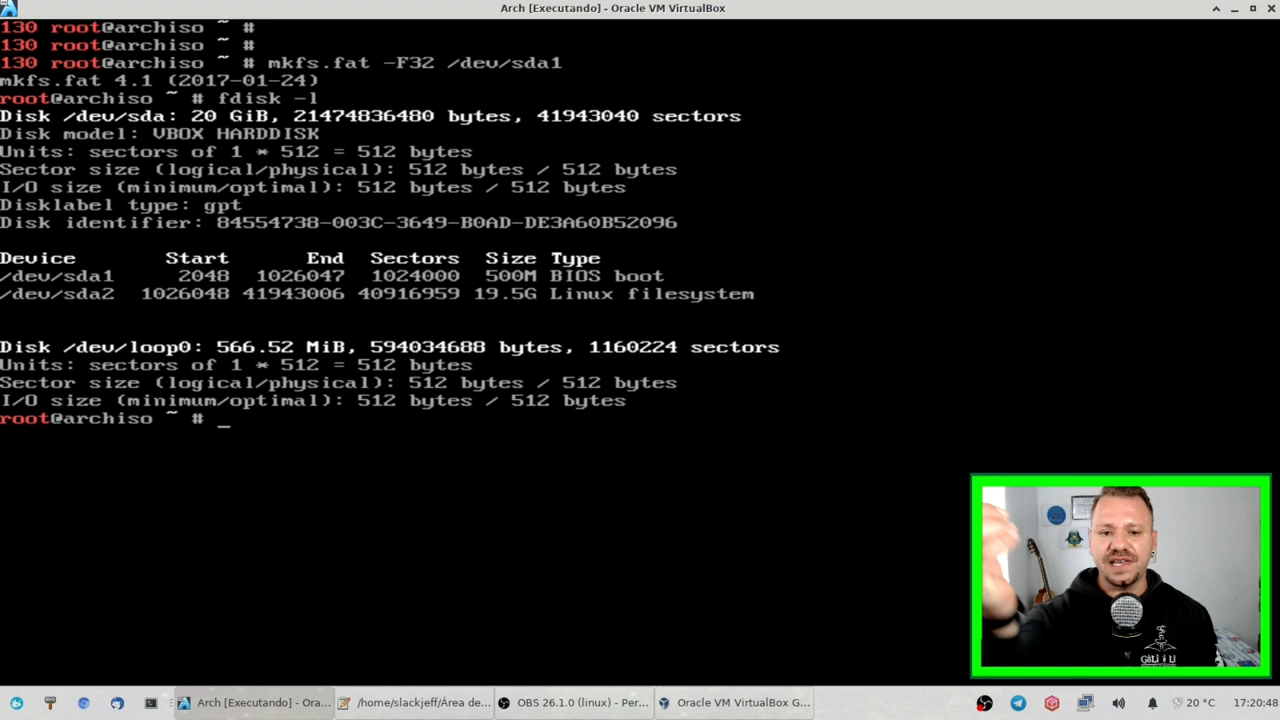 Arch [Executando] - Oracle VM VirtualBox
130 root@archiso ~ #
130 root@archiso ~ #
130 root@archiso ~ # mkfs.fat -F32 /dev/sda1
mkfs.fat 4.1 (2017-01-24)
root@archiso ~ # fdisk -l
Disk /dev/sda: 20 GiB, 21474836480 bytes, 41943040 sectors
Disk model: VBOX HARDDISK
Units: sectors of 1 * 512 = 512 bytes
Sector size (logical/physical): 512 bytes / 512 bytes
I/O size (minimum/optimal): 512 bytes / 512 bytes
Disklabel type: gpt
Disk identifier: 84554738-003C-3649-B0AD-DE3A60B52096
Device Start End Sectors Size Type
/dev/sda1 2048 1026047 1024000 500M BIOS boot
/dev/sda2 1026048 41943006 40916959 19.5G Linux filesystem
Disk /dev/loop0: 566.52 MiB, 594034688 bytes, 1160224 sectors
Units: sectors of 1 * 512 = 512 bytes
Sector size (logical/physical): 512 bytes / 512 bytes
I/O size (minimum/optimal): 512 bytes / 512 bytes
root@archiso ~ # _
Arch [Executando] - Ora... /home/slackjeff/Área de... OBS 26.1.0 (linux) - Per... Oracle VM VirtualBox G... 20 °C 17:20:48